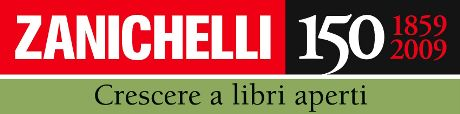 ZANICHELLI 150 1859
2009
Crescere a libri aperti